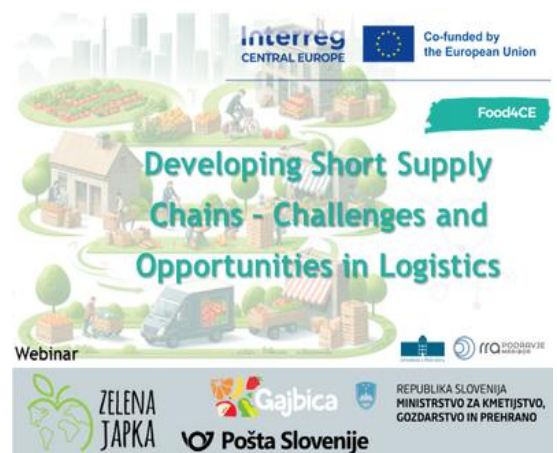 Interreg
CENTRAL EUROPE
Co-funded by
the European Union
Food4CE
Developing Short Supply
Chains - Challenges and
Opportunities in Logistics
Webinar
rra PODRAVJE
MARIBOR
ZELENA
JAPKA
Gajbica
Pošta Slovenije
REPUBLIKA SLOVENIJA
MINISTRSTVO ZA KMETIJSTVO,
GOZDARSTVO IN PREHRANO